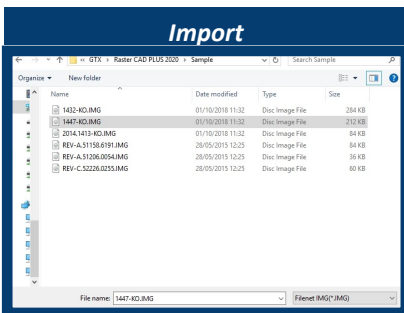 Import
« GTX › Raster CAD PLUS 2020 › Sample
Search Sample
Organize
New folder
Name Date modified Type Size
1432-KO.IMG 01/10/2018 11:32 Disc Image File 284 KB
1447-KO.IMG 01/10/2018 11:32 Disc Image File 212 KB
2014.1413-KO.IMG 01/10/2018 11:32 Disc Image File 84 KB
REV-A.51158.6191.IMG 28/05/2015 12:25 Disc Image File 84 KB
REV-A.51206.0054.IMG 28/05/2015 12:25 Disc Image File 36 KB
REV-C.52226.0255.IMG 28/05/2015 12:25 Disc Image File 60 KB
File name: 1447-KO.IMG Filenet IMG(*.IMG)